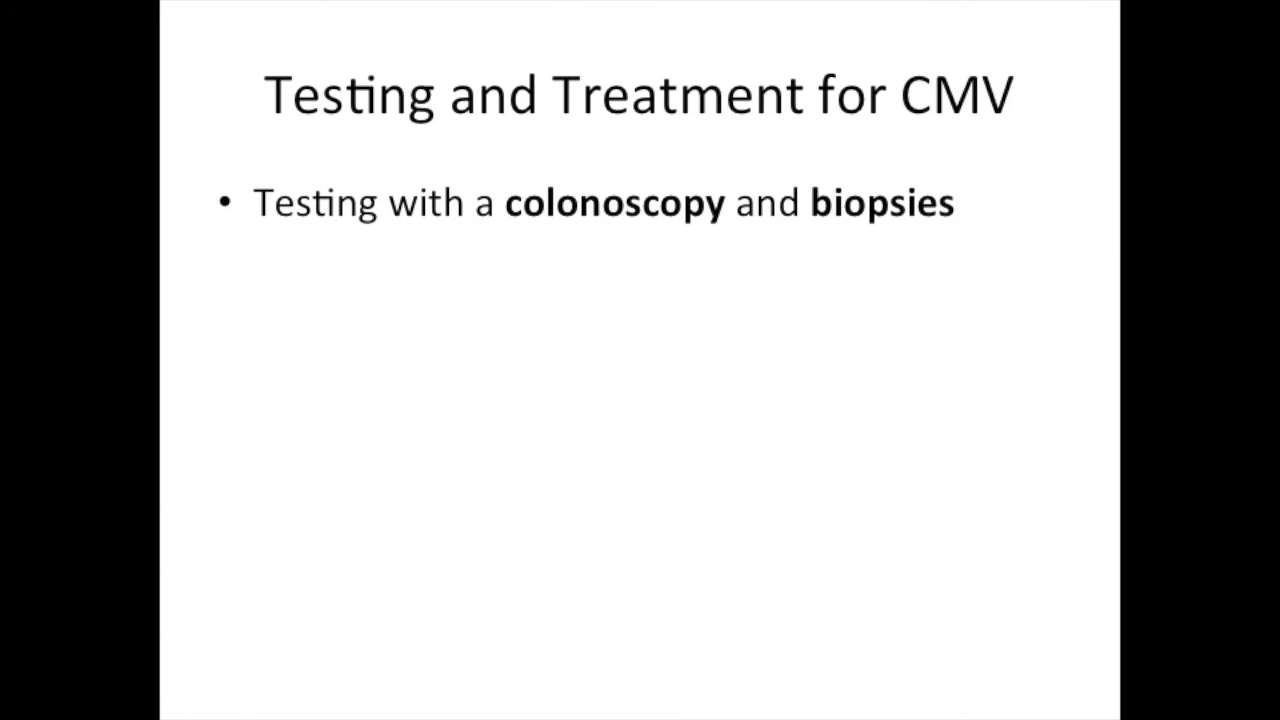 Testing and Treatment for CMV
• Testing with a colonoscopy and biopsies